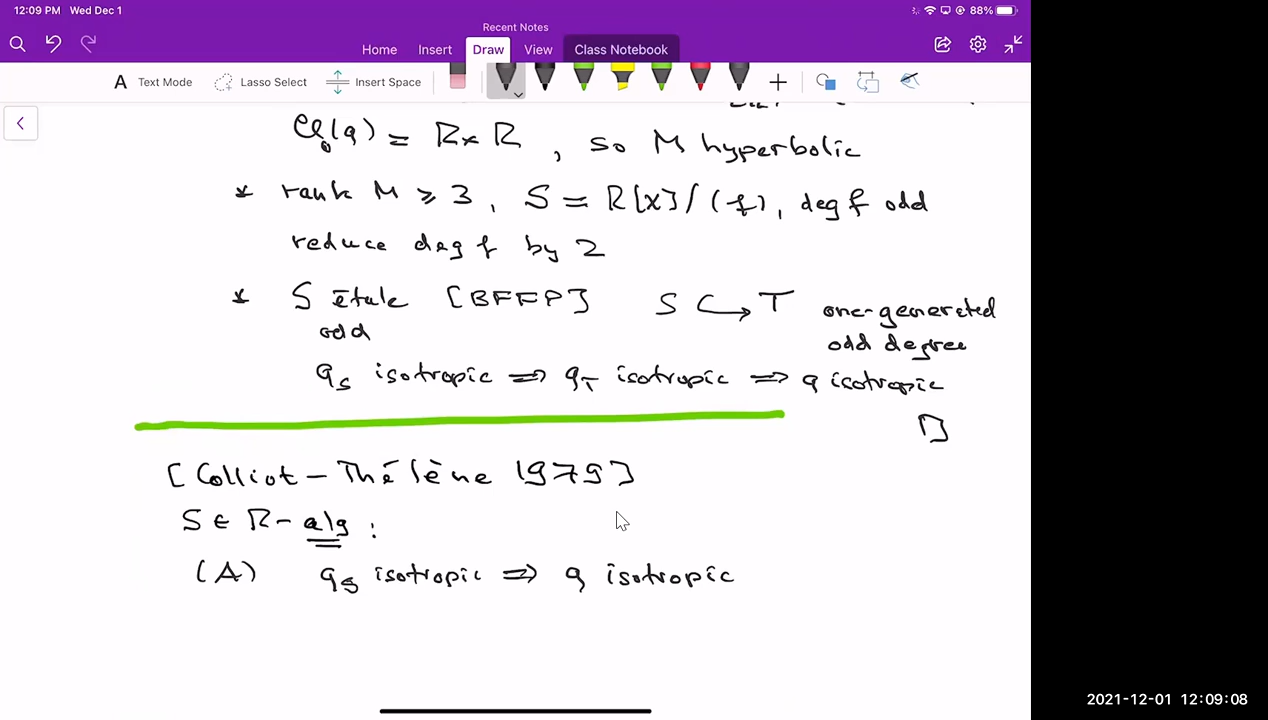 12:09 PM Wed Dec 1
88%
Recent Notes
Home Insert Draw View Class Notebook
Text Mode Lasso Select Insert Space
Cl₀(q) = R×R, so M hyperbolic
* rank M ≥ 3, S = R[x]/(f), deg f odd
reduce deg f by 2
* S étale [BFFP] S ↪ T one-generated
odd odd degree
q_S isotropic ⟹ q_T isotropic ⟹ q isotropic
[Colliot-Thélène 1979]
S ∈ R-alg:
(A) q_S isotropic ⟹ q isotropic
2021-12-01 12:09:08